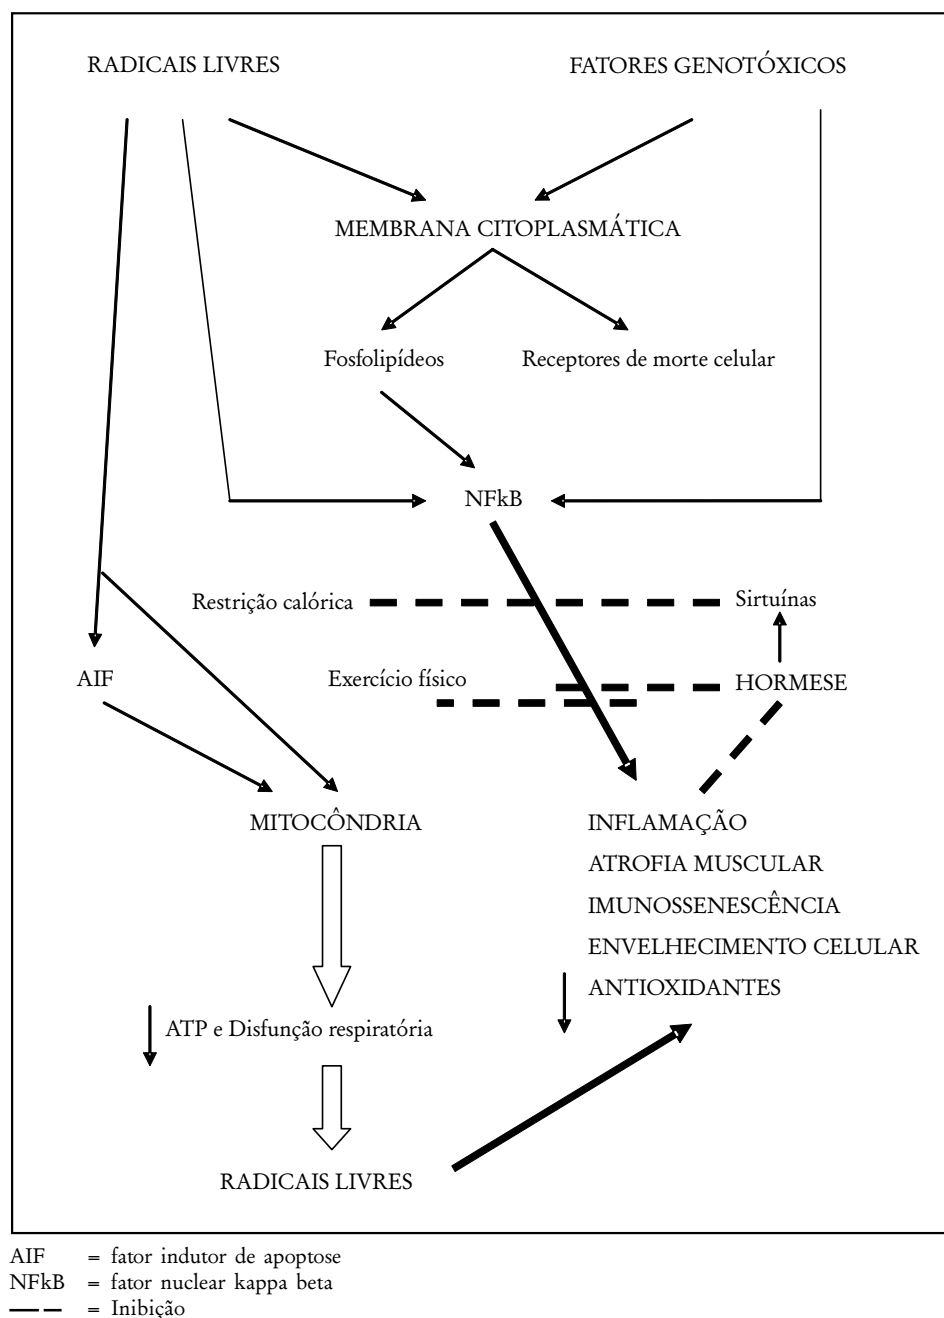 RADICAIS LIVRES
FATORES GENOTÓXICOS
MEMBRANA CITOPLASMÁTICA
Fosfolipídeos
Receptores de morte celular
NFkB
Restrição calórica
Sirtuínas
AIF
Exercício físico
HORMESE
MITOCÔNDRIA
INFLAMAÇÃO
ATROFIA MUSCULAR
IMUNOSSENESCÊNCIA
ENVELHECIMENTO CELULAR
ANTIOXIDANTES
ATP e Disfunção respiratória
RADICAIS LIVRES
AIF = fator indutor de apoptose
NFkB = fator nuclear kappa beta
= Inibição